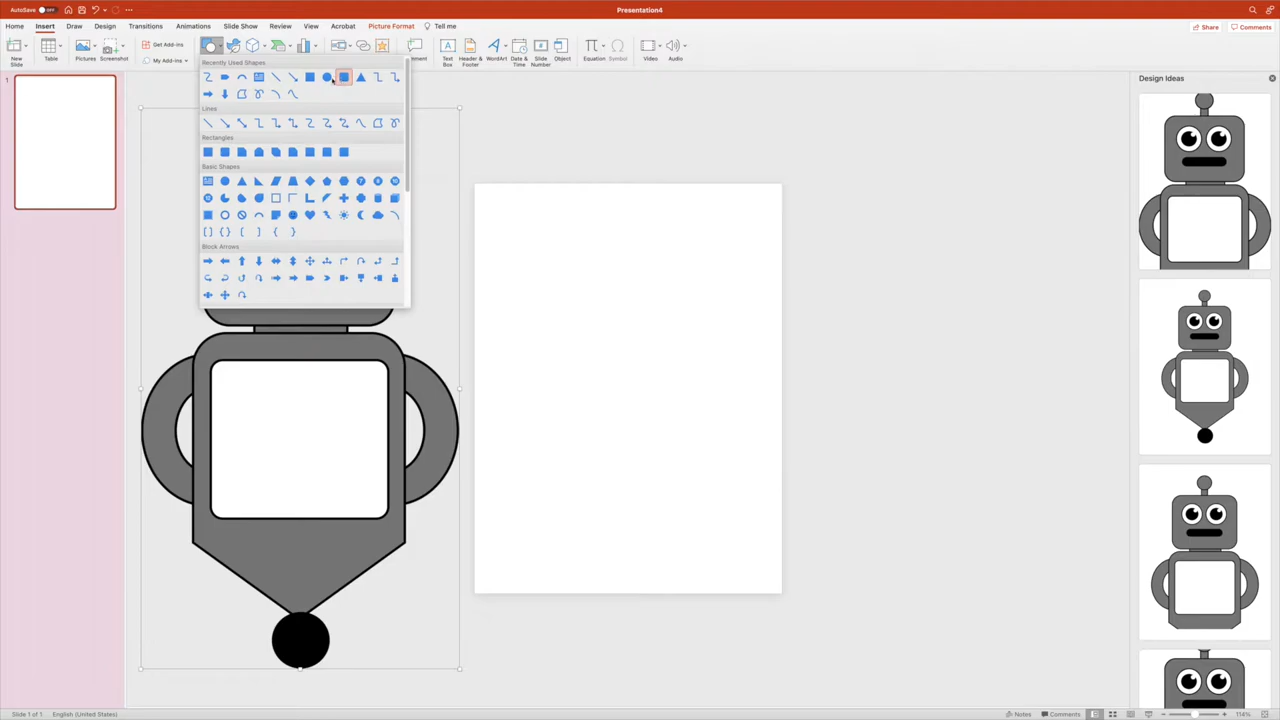 AutoSave OFF
Presentation4
Home Insert Draw Design Transitions Animations Slide Show Review View Acrobat Picture Format Tell me
Share Comments
New Slide
Table
Pictures
Screenshot
Get Add-ins
My Add-ins
Text Box
Header & Footer
WordArt
Date & Time
Slide Number
Object
Equation
Symbol
Video
Audio
Recently Used Shapes
Lines
Rectangles
Basic Shapes
Block Arrows
1
Design Ideas
Slide 1 of 1 English (United States)
Notes Comments 114%